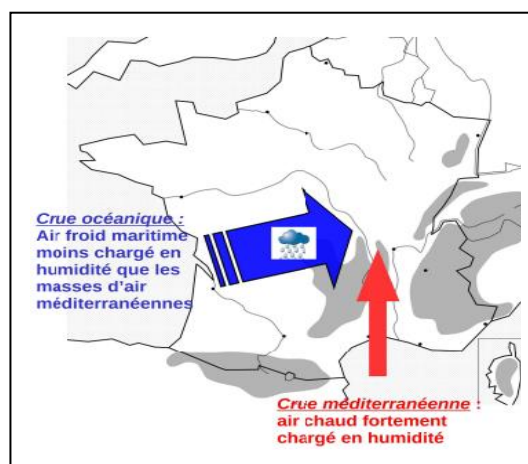 Crue océanique :
Air froid maritime
moins chargé en
humidité que les
masses d'air
méditerranéennes
Crue méditerranéenne :
air chaud fortement
chargé en humidité